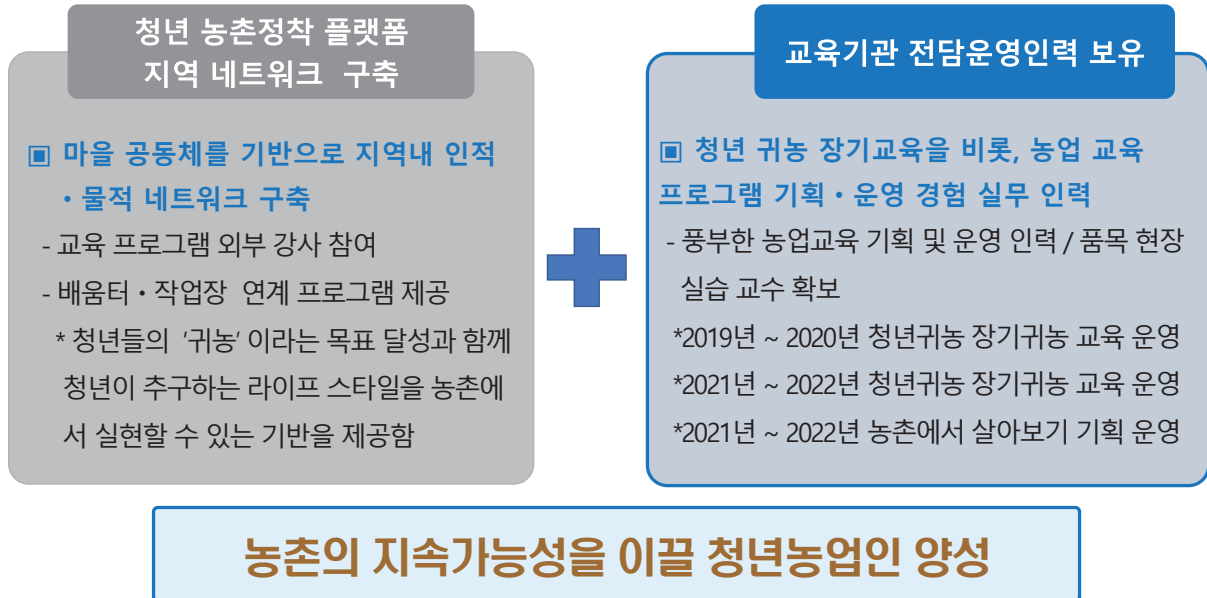 청년 농촌정착 플랫폼
지역 네트워크 구축
▣ 마을 공동체를 기반으로 지역내 인적
・물적 네트워크 구축
- 교육 프로그램 외부 강사 참여
- 배움터・작업장 연계 프로그램 제공
* 청년들의 ‘귀농’ 이라는 목표 달성과 함께
청년이 추구하는 라이프 스타일을 농촌에
서 실현할 수 있는 기반을 제공함
교육기관 전담운영인력 보유
▣ 청년 귀농 장기교육을 비롯, 농업 교육
프로그램 기획・운영 경험 실무 인력
- 풍부한 농업교육 기획 및 운영 인력 / 품목 현장
실습 교수 확보
*2019년 ~ 2020년 청년귀농 장기귀농 교육 운영
*2021년 ~ 2022년 청년귀농 장기귀농 교육 운영
*2021년 ~ 2022년 농촌에서 살아보기 기획 운영
농촌의 지속가능성을 이끌 청년농업인 양성